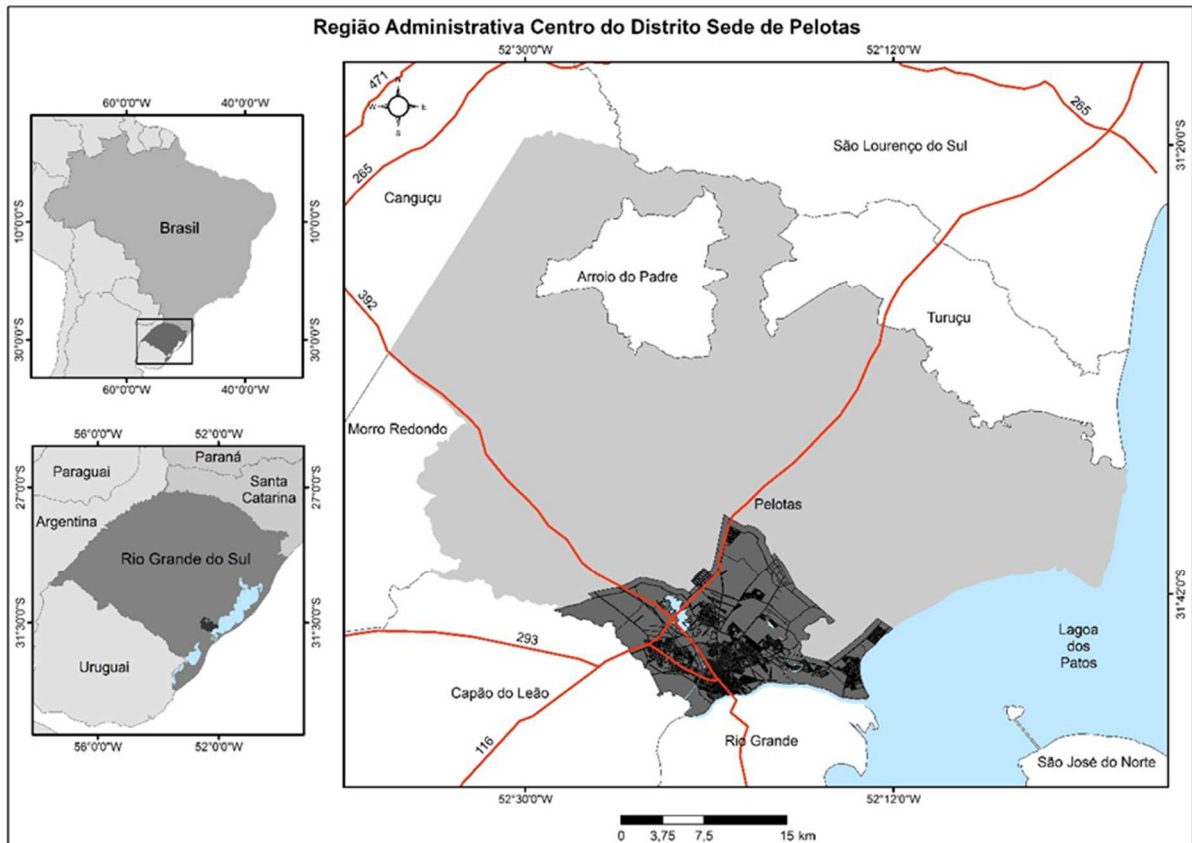 Região Administrativa Centro do Distrito Sede de Pelotas
60°0'0"W
40°0'0"W
10°0'0"S
10°0'0"S
Brasil
30°0'0"S
30°0'0"S
60°0'0"W
40°0'0"W
56°0'0"W
52°0'0"W
Paraguai
Paraná
27°0'0"S
Santa
Catarina
27°0'0"S
Argentina
Rio Grande do Sul
31°30'0"S
31°30'0"S
Uruguai
56°0'0"W
52°0'0"W
52°30'0"W
52°12'0"W
471
N
W
E
S
265
265
São Lourenço do Sul
31°20'0"S
Canguçu
Arroio do Padre
392
Turuçu
Morro Redondo
Pelotas
31°42'0"S
293
Lagoa
dos
Patos
Capão do Leão
116
Rio Grande
São José do Norte
52°30'0"W
52°12'0"W
0 3,75 7,5 15 km